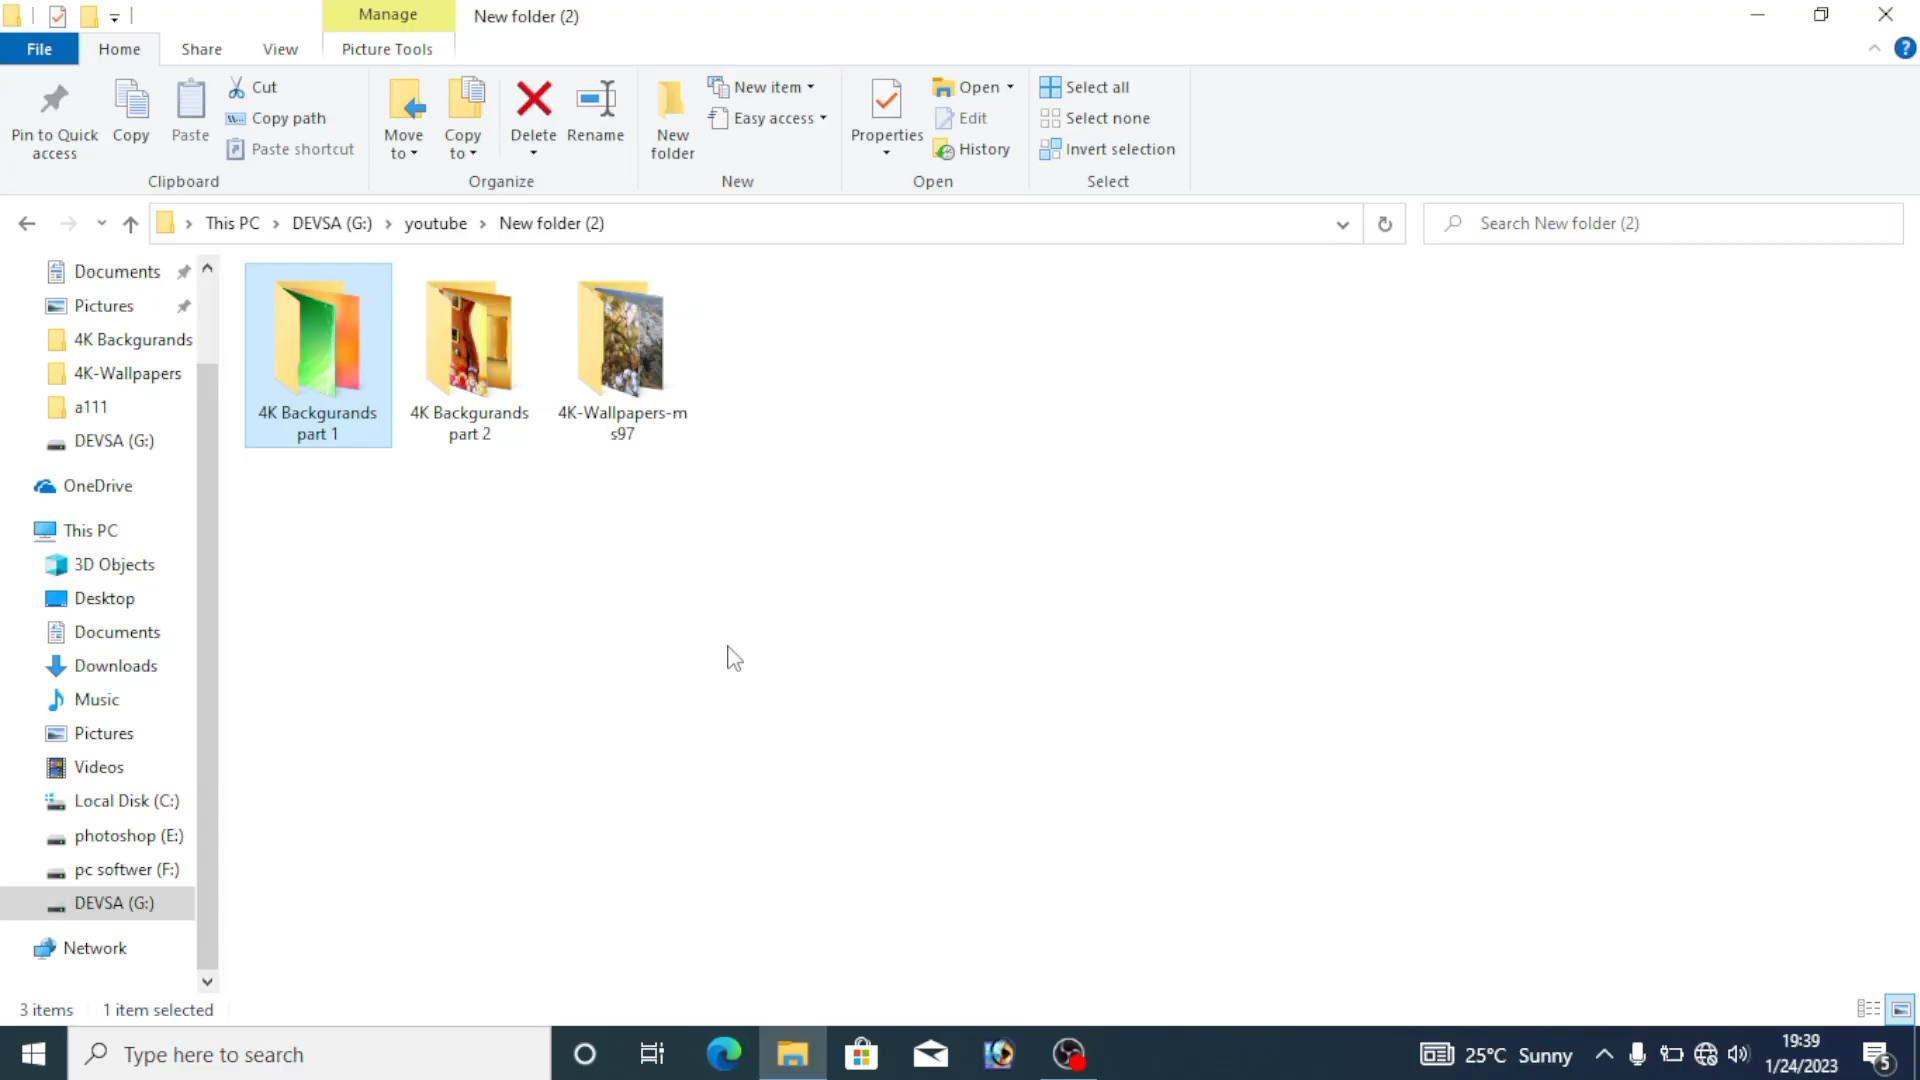 Manage
New folder (2)
File
Home
Share
View
Picture Tools
Pin to Quick
access
Copy
Paste
Cut
Copy path
Paste shortcut
Clipboard
Move
to
Copy
to
Delete
Rename
Organize
New
folder
New item
Easy access
New
Properties
Open
Edit
History
Open
Select all
Select none
Invert selection
Select
This PC
DEVSA (G:)
youtube
New folder (2)
Search New folder (2)
Documents
Pictures
4K Backgurands
4K-Wallpapers
a111
DEVSA (G:)
OneDrive
This PC
3D Objects
Desktop
Documents
Downloads
Music
Pictures
Videos
Local Disk (C:)
photoshop (E:)
pc softwer (F:)
DEVSA (G:)
Network
4K Backgurands
part 1
4K Backgurands
part 2
4K-Wallpapers-m
s97
3 items
1 item selected
Type here to search
25°C Sunny
19:39
1/24/2023
5